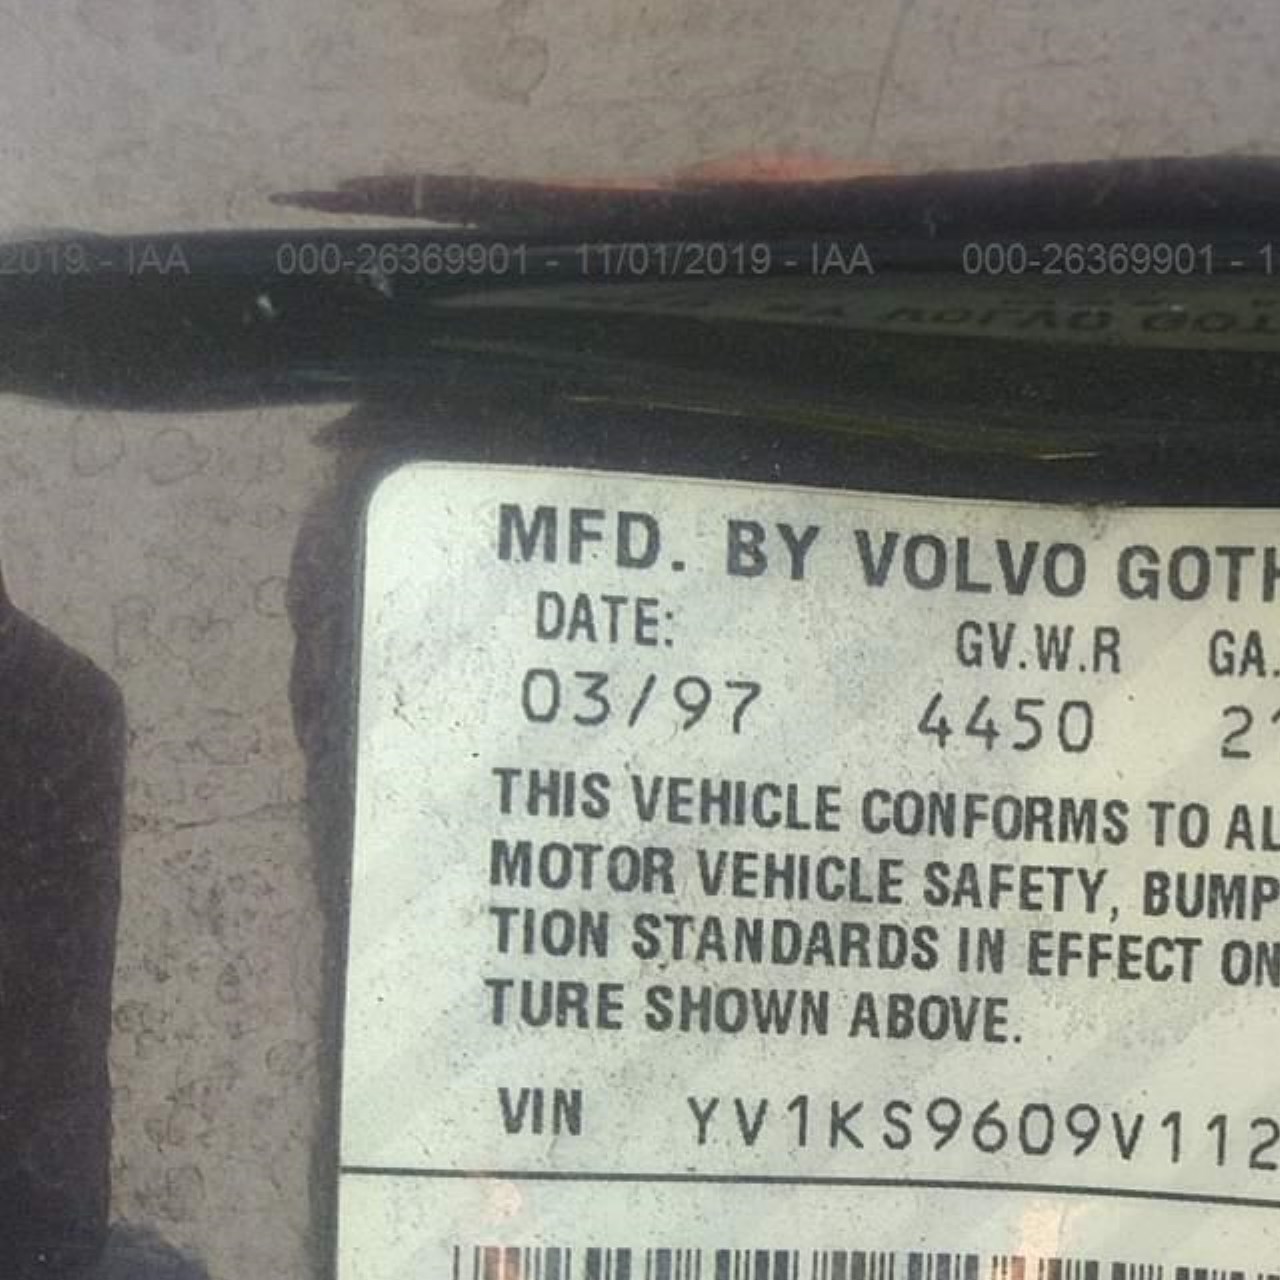 2019 - IAA 000-26369901 - 11/01/2019 - IAA 000-26369901 - 1
MFD. BY VOLVO GOTH
DATE: GV.W.R GA.
03/97 4450 21
THIS VEHICLE CONFORMS TO AL
MOTOR VEHICLE SAFETY, BUMP
TION STANDARDS IN EFFECT ON
TURE SHOWN ABOVE.
VIN YV1KS9609V112